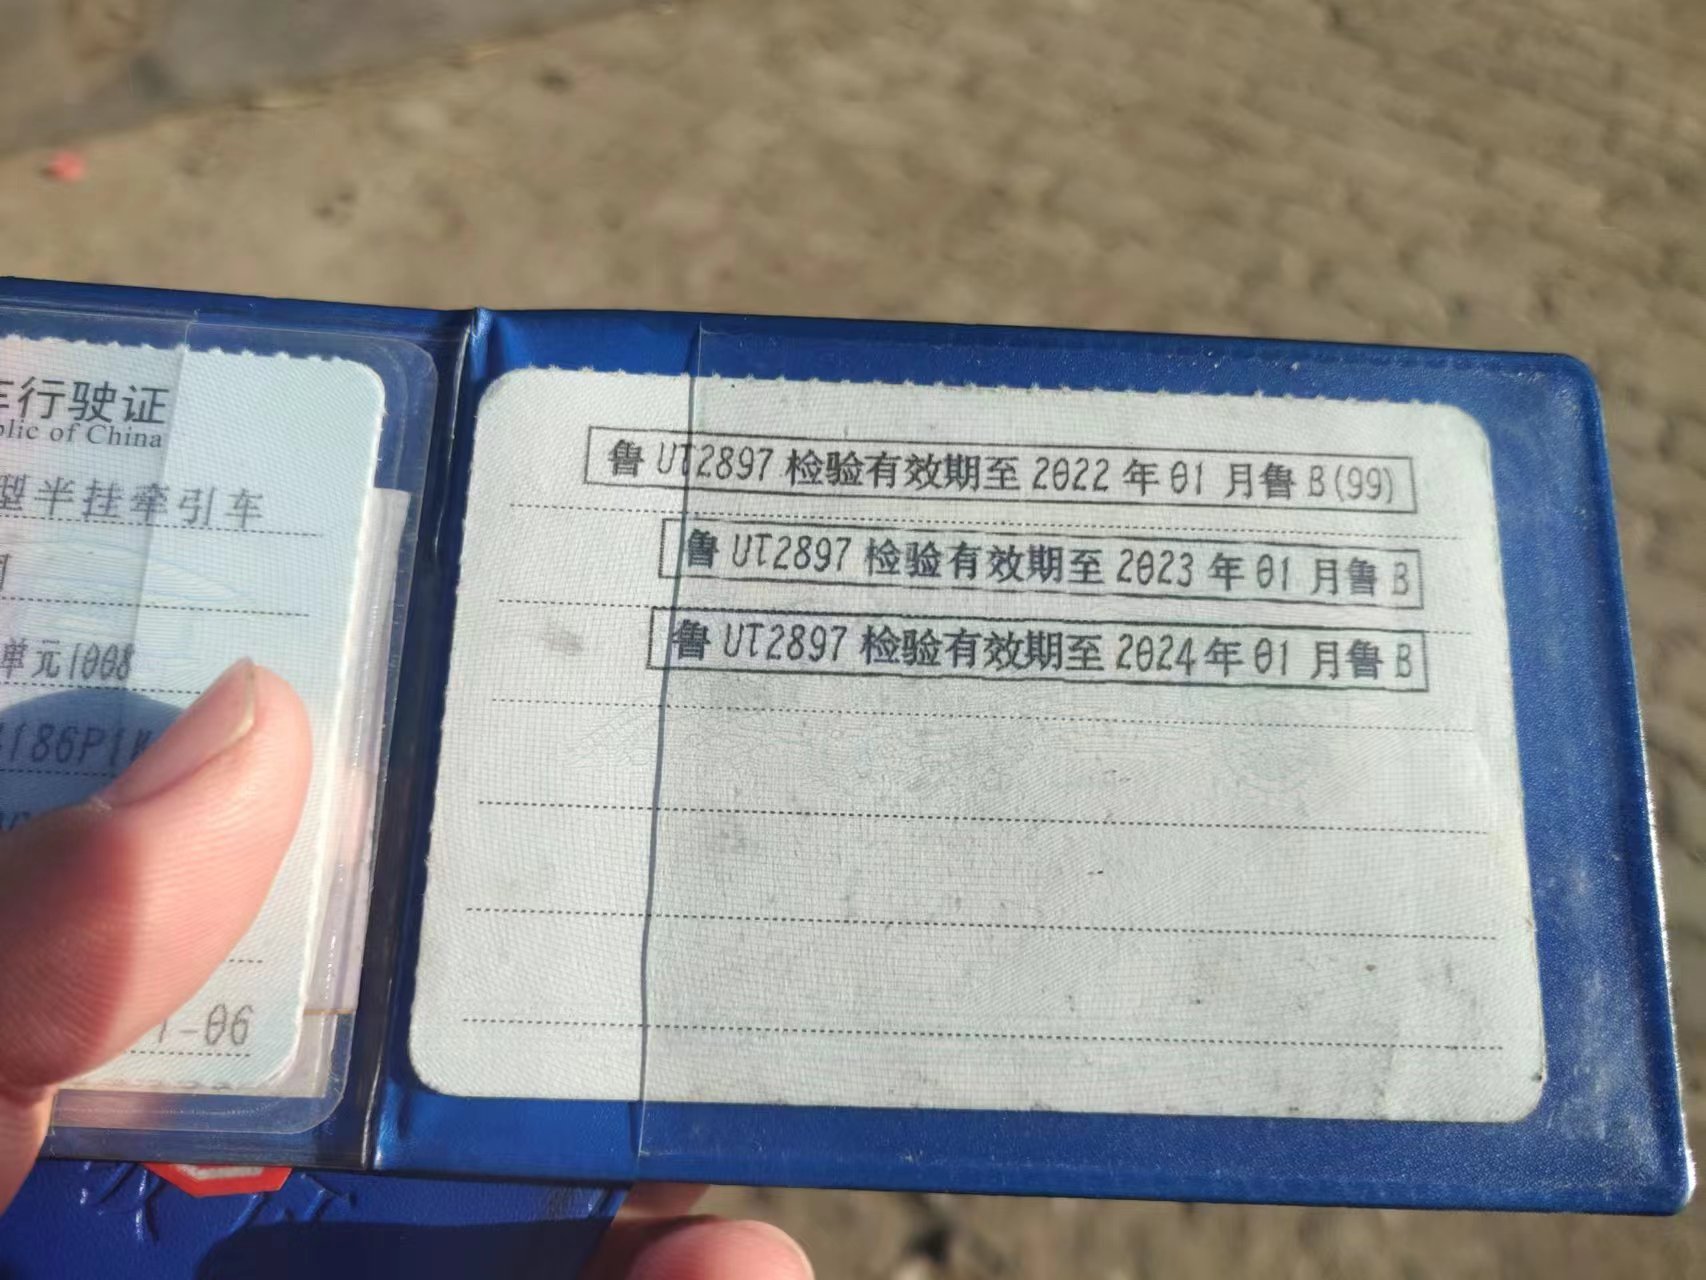 车行驶证
blic of China
型半挂牵引车
单元1008
186P1
-06
鲁 UT2897 检验有效期至 2022 年 01 月鲁 B(99)
鲁 UT2897 检验有效期至 2023 年 01 月鲁 B
鲁 UT2897 检验有效期至 2024 年 01 月鲁 B